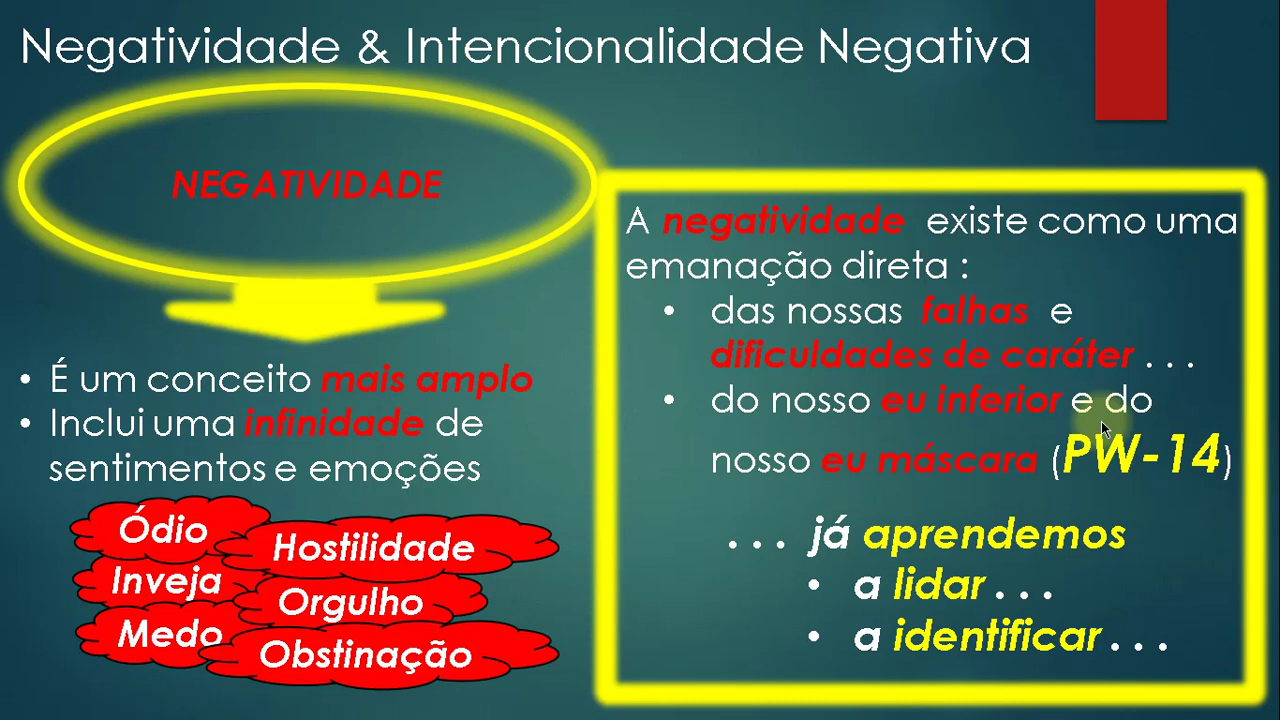 Negatividade & Intencionalidade Negativa
NEGATIVIDADE
• É um conceito mais amplo
• Inclui uma infinidade de
sentimentos e emoções
Ódio
Hostilidade
Inveja
Orgulho
Medo
Obstinação
A negatividade existe como uma
emanação direta :
• das nossas falhas e
dificuldades de caráter . . .
• do nosso eu inferior e do
nosso eu máscara (PW-14)
. . . já aprendemos
• a lidar . . .
• a identificar . . .